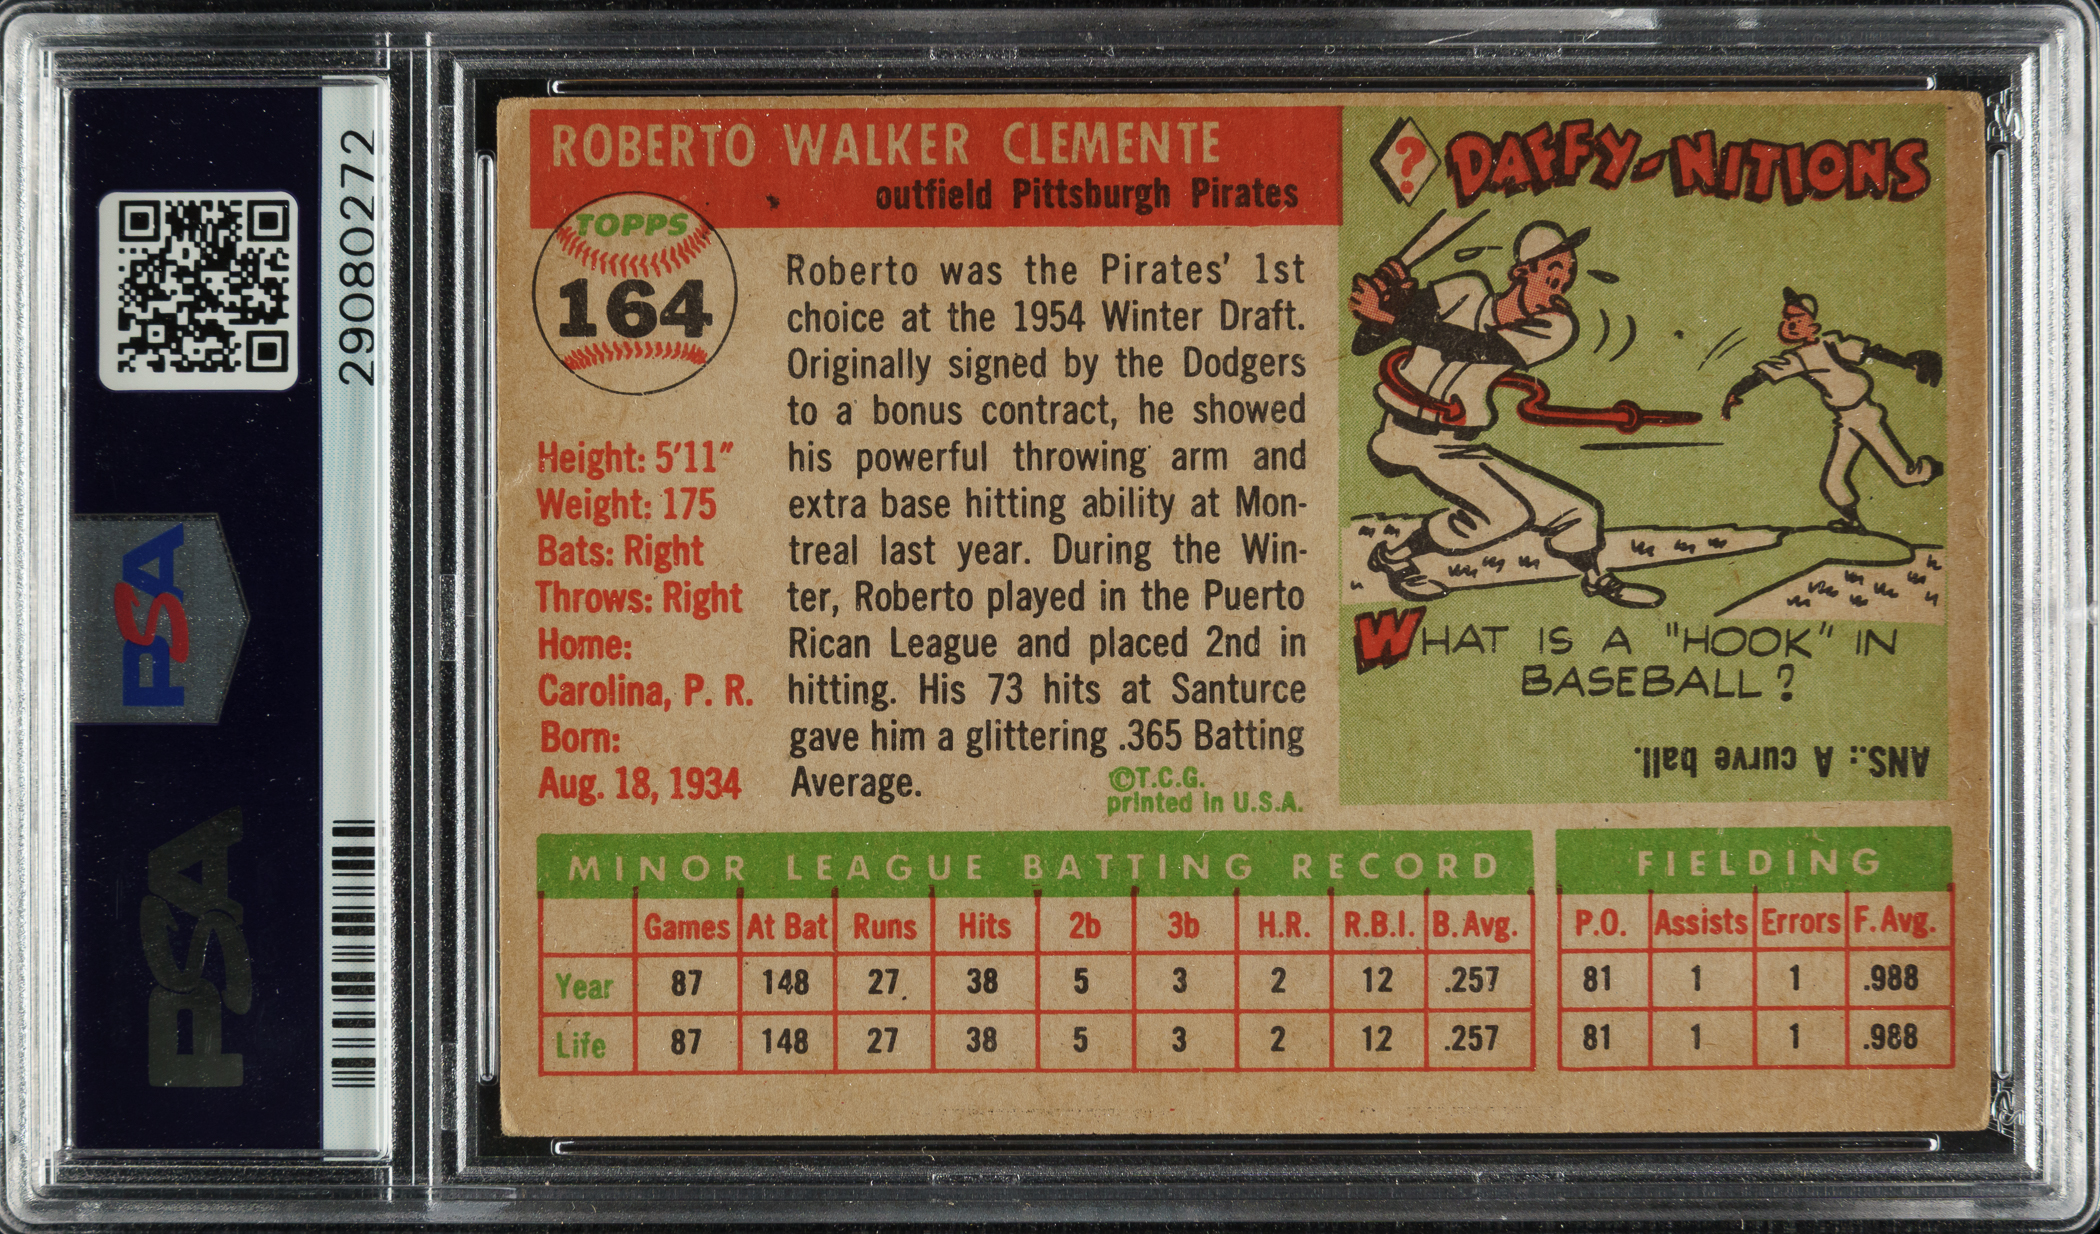 29080272
PSA
PSA
ROBERTO WALKER CLEMENTE
outfield Pittsburgh Pirates
TOPPS
164
Height: 5'11"
Weight: 175
Bats: Right
Throws: Right
Home:
Carolina, P. R.
Born:
Aug. 18, 1934
Roberto was the Pirates' 1st
choice at the 1954 Winter Draft.
Originally signed by the Dodgers
to a bonus contract, he showed
his powerful throwing arm and
extra base hitting ability at Mon-
treal last year. During the Win-
ter, Roberto played in the Puerto
Rican League and placed 2nd in
hitting. His 73 hits at Santurce
gave him a glittering .365 Batting
Average.
©T.C.G.
printed in U.S.A.
? DAFFY-NITIONS
WHAT IS A "HOOK" IN
BASEBALL?
ANS.: A curve ball.
MINOR LEAGUE BATTING RECORD
Games At Bat Runs Hits 2b 3b H.R. R.B.I. B.Avg.
Year 87 148 27 38 5 3 2 12 .257
Life 87 148 27 38 5 3 2 12 .257
FIELDING
P.O. Assists Errors F.Avg.
81 1 1 .988
81 1 1 .988